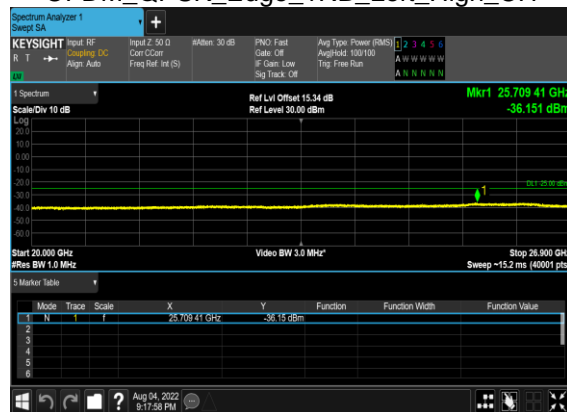 Spectrum Analyzer 1
Swept SA
+
KEYSIGHT
R T
LW
Input: RF
Coupling: DC
Align: Auto
Input Z: 50 Ω
Corr CCorr
Freq Ref: Int (S)
#Atten: 30 dB
PNO: Fast
Gate: Off
IF Gain: Low
Sig Track: Off
Avg Type: Power (RMS)
Avg|Hold: 100/100
Trig: Free Run
1 2 3 4 5 6
A W W W W W
A N N N N N
1 Spectrum
Scale/Div 10 dB
Ref Lvl Offset 15.34 dB
Ref Level 30.00 dBm
Mkr1 25.709 41 GHz
-36.151 dBm
Log
20.0
10.0
0.00
-10.0
-20.0
-30.0
-40.0
-50.0
-60.0
1
DL1 -25.00 dBm
Start 20.000 GHz
#Res BW 1.0 MHz
Video BW 3.0 MHz*
Stop 26.900 GHz
Sweep ~15.2 ms (40001 pts)
5 Marker Table
Mode Trace Scale X Y Function Function Width Function Value
1 N 1 f 25.709 41 GHz -36.15 dBm
2
3
4
5
6
?
Aug 04, 2022
9:17:58 PM